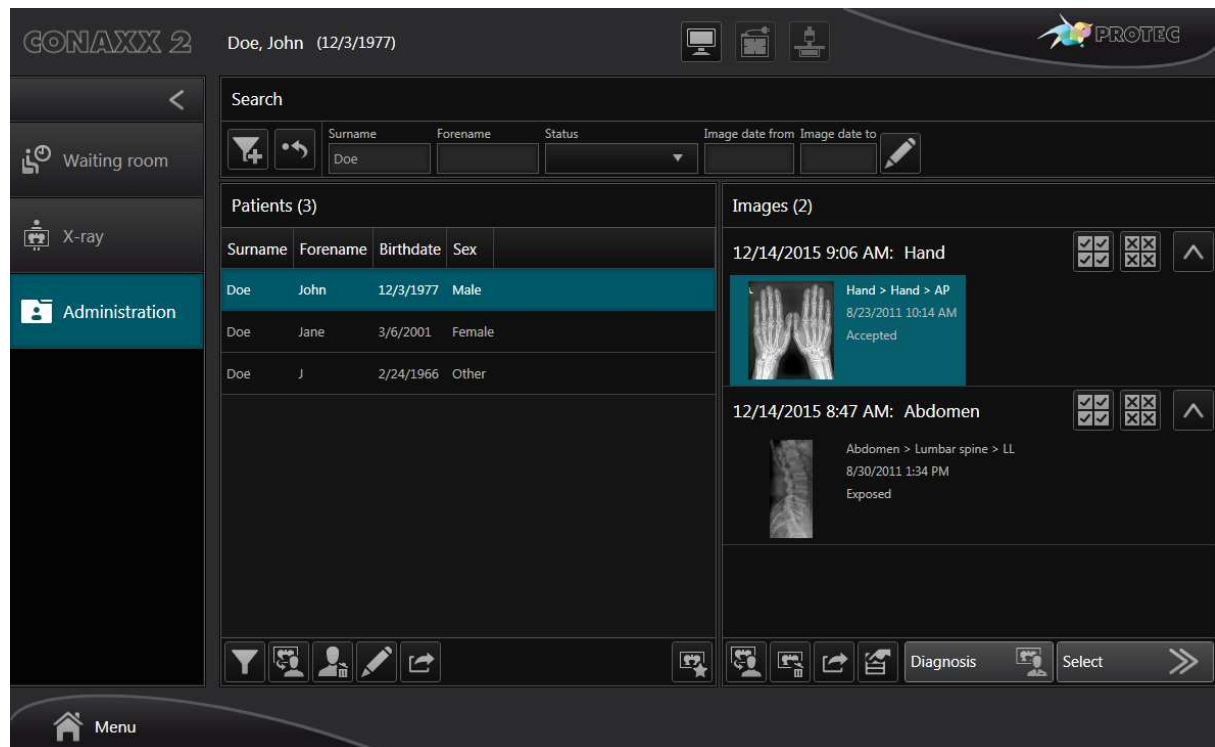 CONAXX 2
Doe, John (12/3/1977)
PROTEC
Waiting room
X-ray
Administration
Search
Surname Forename Status Image date from Image date to
Doe
Patients (3)
Surname Forename Birthdate Sex
Doe John 12/3/1977 Male
Doe Jane 3/6/2001 Female
Doe J 2/24/1966 Other
Images (2)
12/14/2015 9:06 AM: Hand
Hand > Hand > AP
8/23/2011 10:14 AM
Accepted
12/14/2015 8:47 AM: Abdomen
Abdomen > Lumbar spine > LL
8/30/2011 1:34 PM
Exposed
Diagnosis
Select
Menu